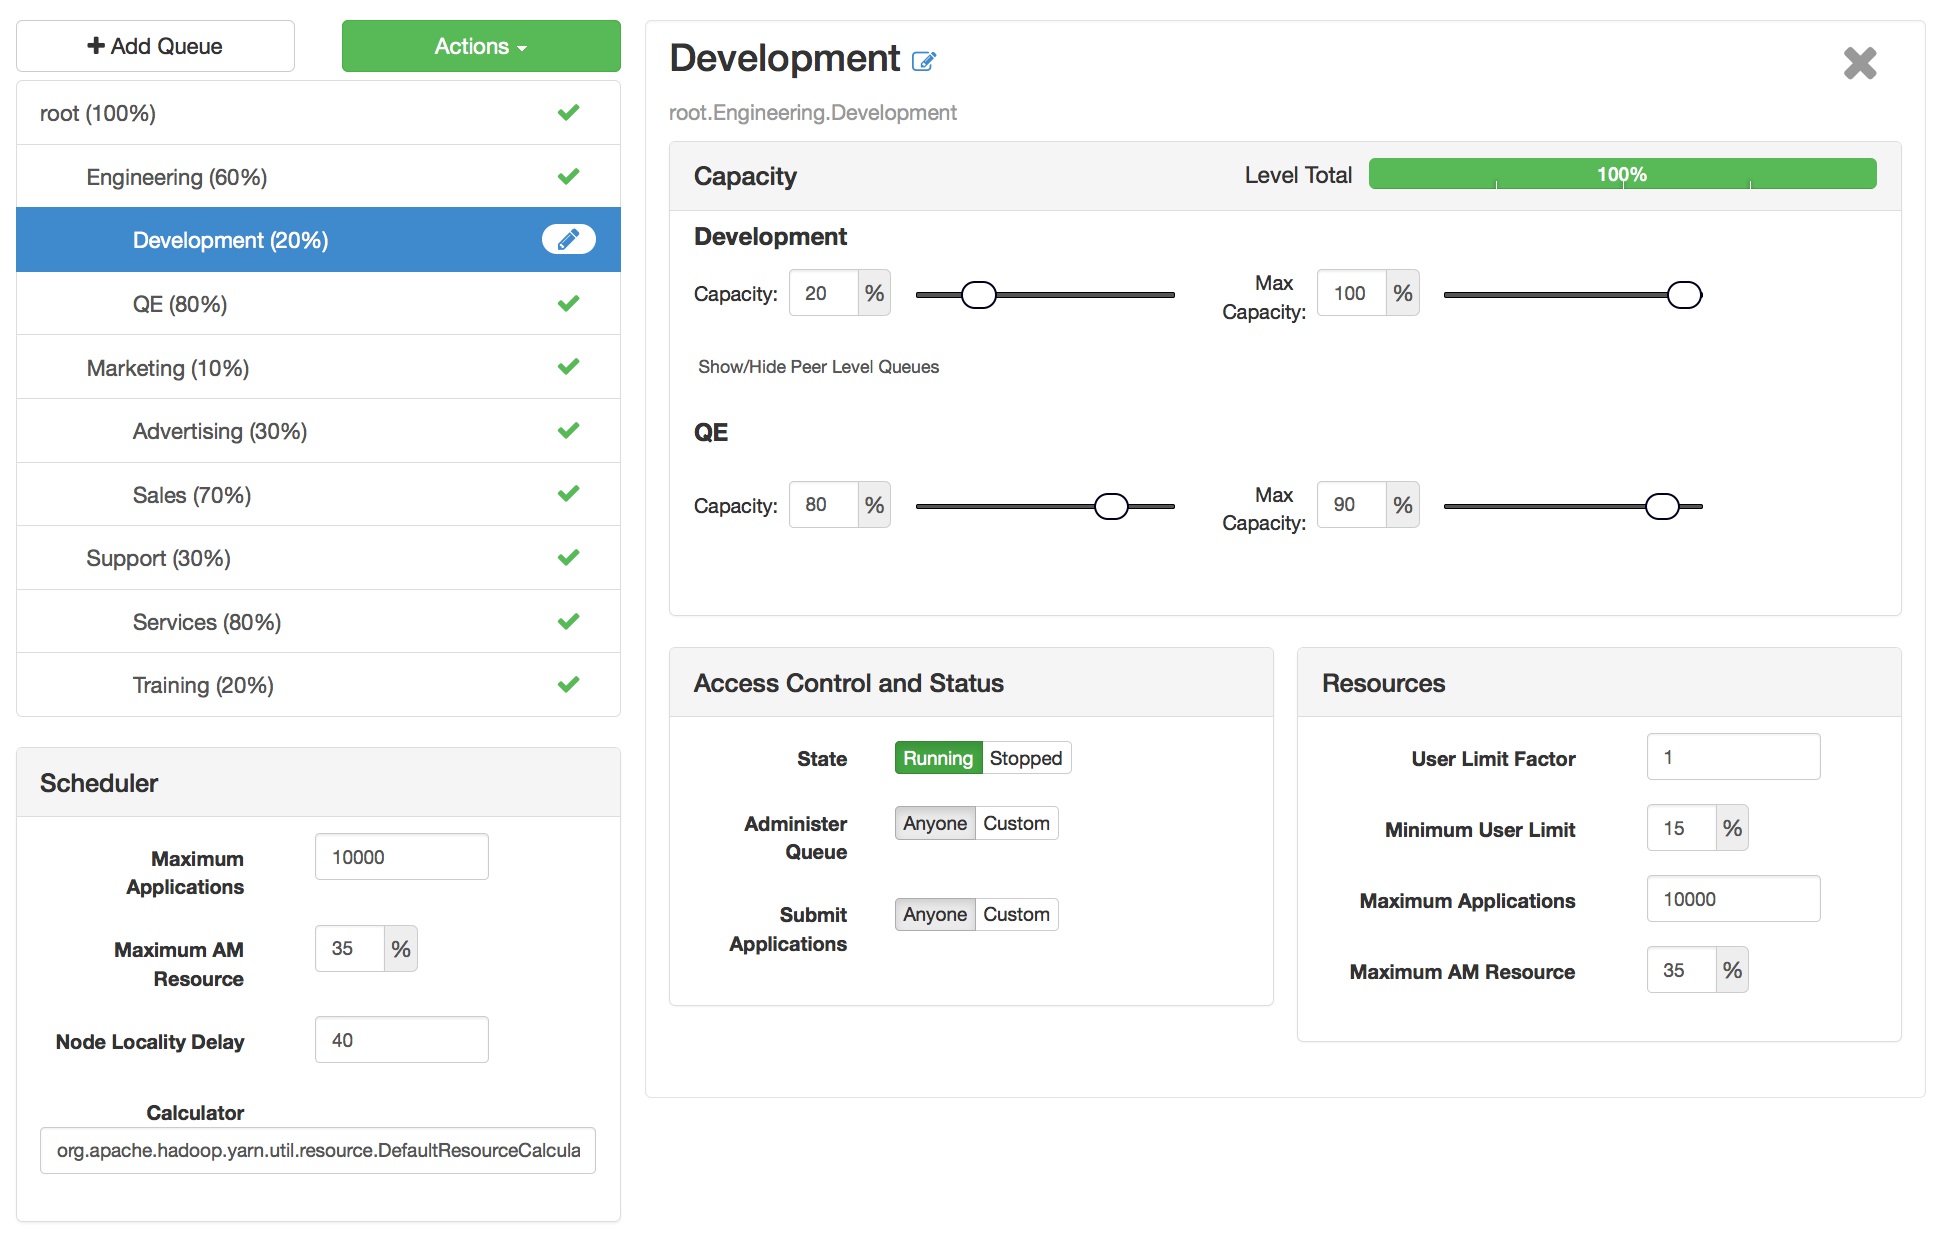 Add Queue
Actions
root (100%)
Engineering (60%)
Development (20%)
QE (80%)
Marketing (10%)
Advertising (30%)
Sales (70%)
Support (30%)
Services (80%)
Training (20%)
Scheduler
Maximum
Applications
10000
Maximum AM
Resource
35 %
Node Locality Delay
40
Calculator
org.apache.hadoop.yarn.util.resource.DefaultResourceCalcula
Development
root.Engineering.Development
Capacity
Level Total
100%
Development
Capacity: 20 %
Max
Capacity:
100 %
Show/Hide Peer Level Queues
QE
Capacity: 80 %
Max
Capacity:
90 %
Access Control and Status
State
Running Stopped
Administer
Queue
Anyone Custom
Submit
Applications
Anyone Custom
Resources
User Limit Factor 1
Minimum User Limit 15 %
Maximum Applications 10000
Maximum AM Resource 35 %